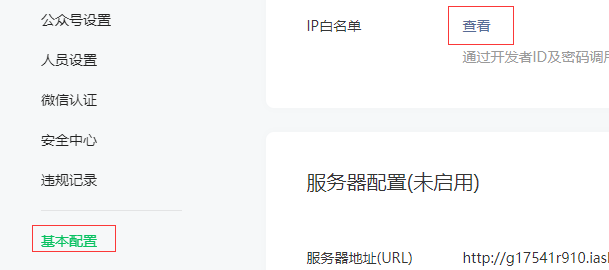 公众号设置
人员设置
微信认证
安全中心
违规记录
基本配置
IP白名单 查看
通过开发者ID及密码调用
服务器配置(未启用)
服务器地址(URL) http://g17541r910.iasl